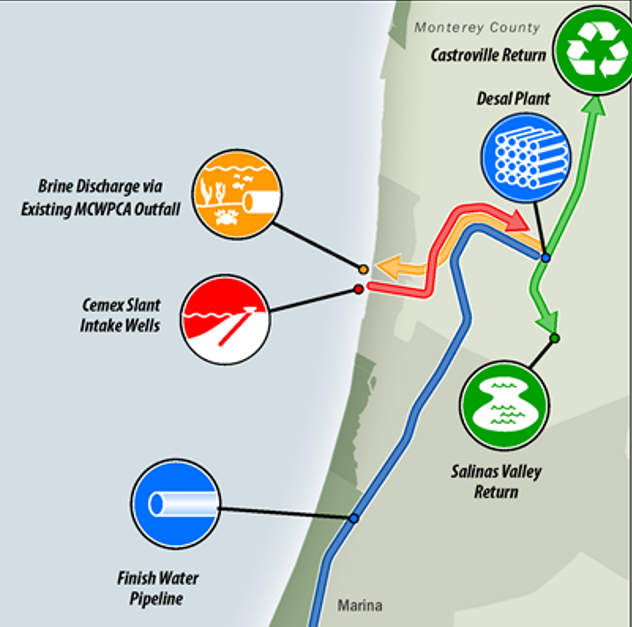 Monterey County
Castroville Return
Desal Plant
Brine Discharge via
Existing MCWPCA Outfall
Cemex Slant
Intake Wells
Salinas Valley
Return
Finish Water
Pipeline
Marina